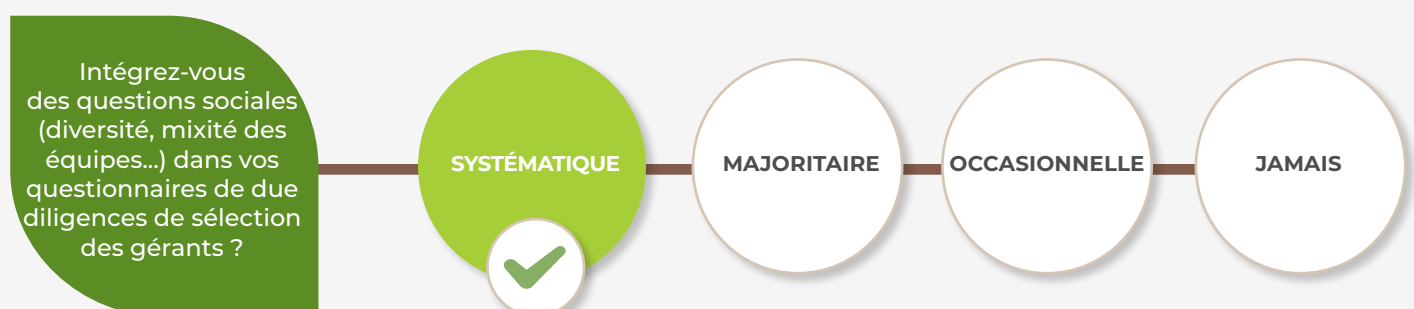 Intégrez-vous
des questions sociales
(diversité, mixité des
équipes...) dans vos
questionnaires de due
diligences de sélection
des gérants ?
SYSTÉMATIQUE
MAJORITAIRE
OCCASIONNELLE
JAMAIS